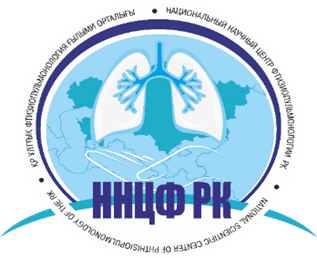 ҚР ҰЛТТЫҚ ФТИЗИОПУЛЬМОНОЛОГИЯ ҒЫЛЫМИ ОРТАЛЫҒЫ
НАЦИОНАЛЬНЫЙ НАУЧНЫЙ ЦЕНТР ФТИЗИОПУЛЬМОНОЛОГИИ РК
NATIONAL SCIENTIFIC CENTER OF PHTHISIOPULMONOLOGY OF THE RK
ННЦФ РК